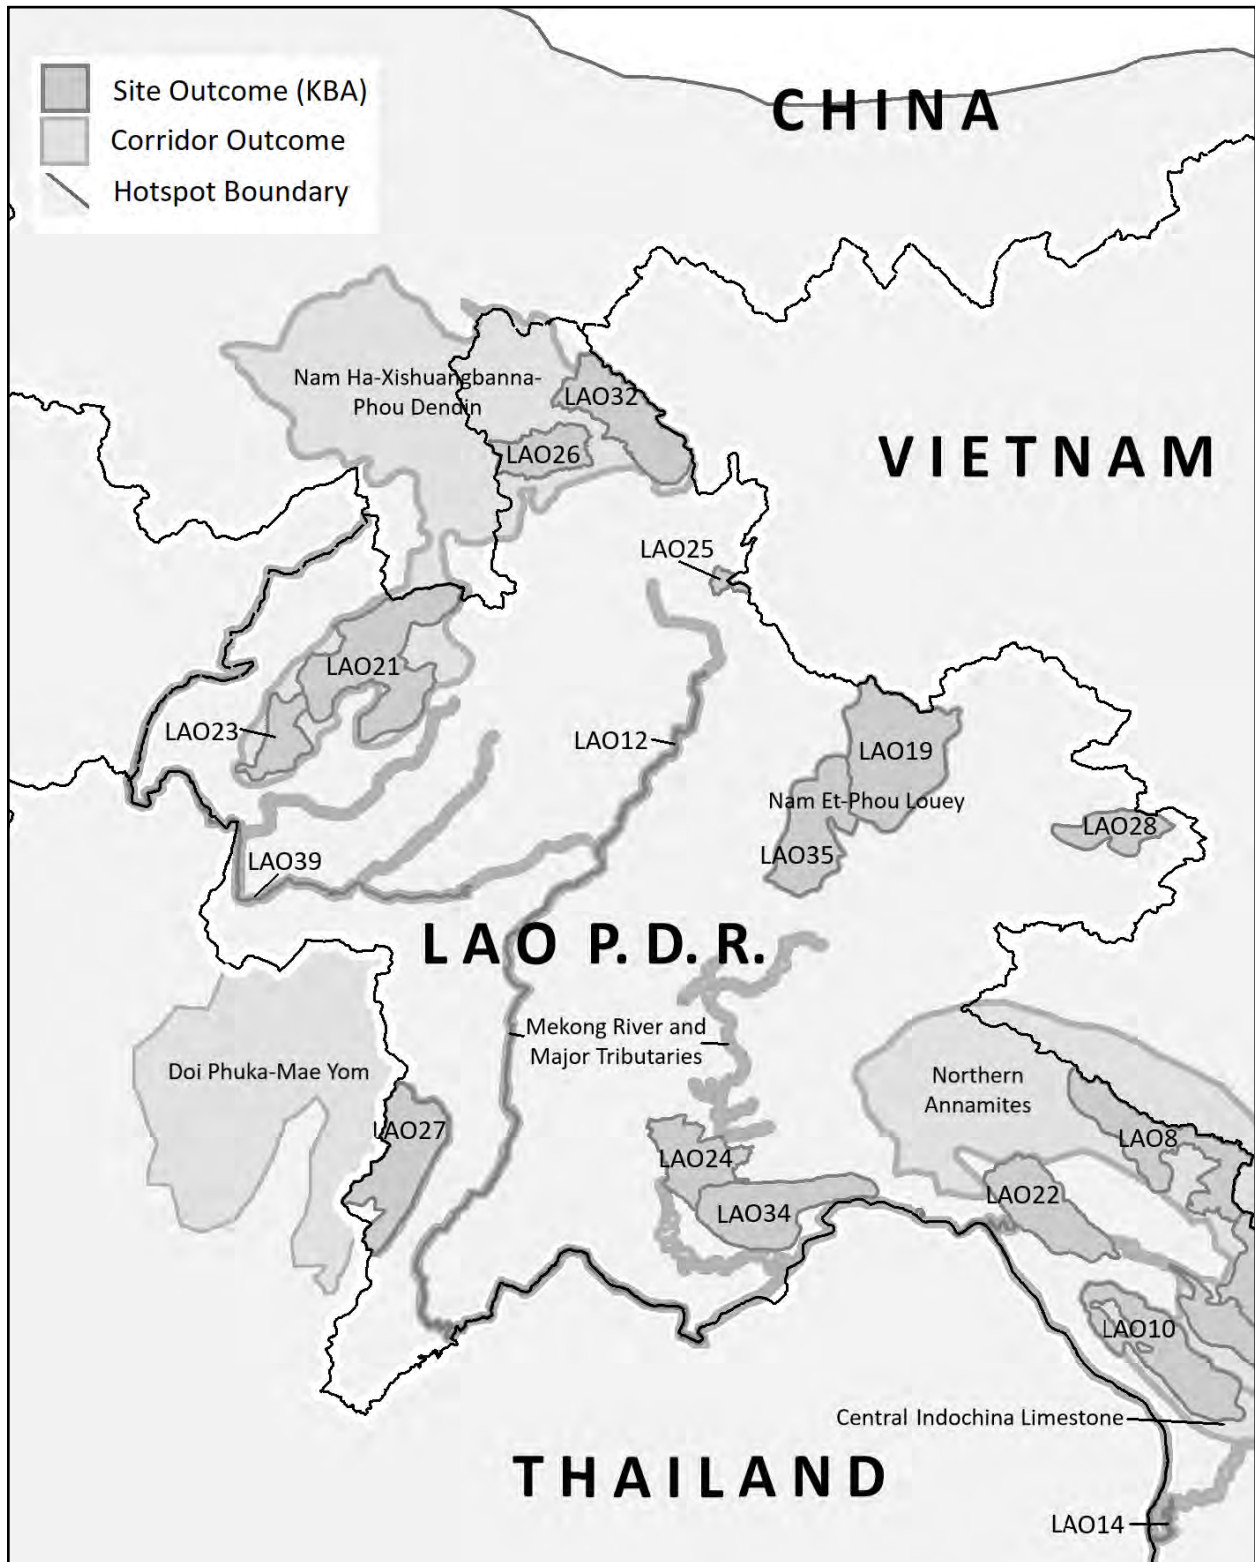 CHINA
Site Outcome (KBA)
Corridor Outcome
Hotspot Boundary
Nam Ha-Xishuangbanna-
Phou Dendin
LAO32
LAO26
VIETNAM
LAO25
LAO21
LAO23
LAO12
LAO19
Nam Et-Phou Louey
LAO28
LAO35
LAO39
LAO P.D.R.
Mekong River and
Major Tributaries
Doi Phuka-Mae Yom
Northern
Annamites
LAO27
LAO8
LAO24
LAO22
LAO34
LAO10
Central Indochina Limestone
THAILAND
LAO14